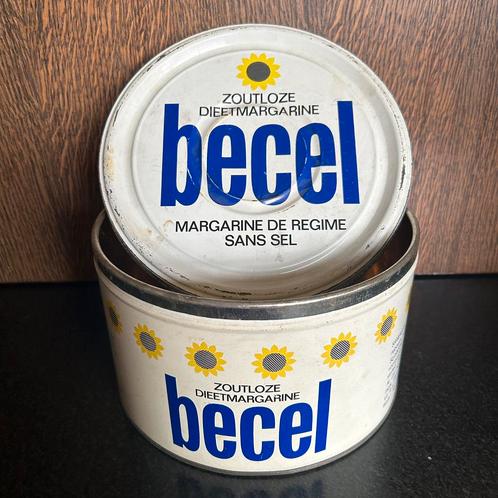 ZOUTLOZE
DIEETMARGARINE
becel
MARGARINE DE REGIME
SANS SEL
ZOUTLOZE
DIEETMARGARINE
becel